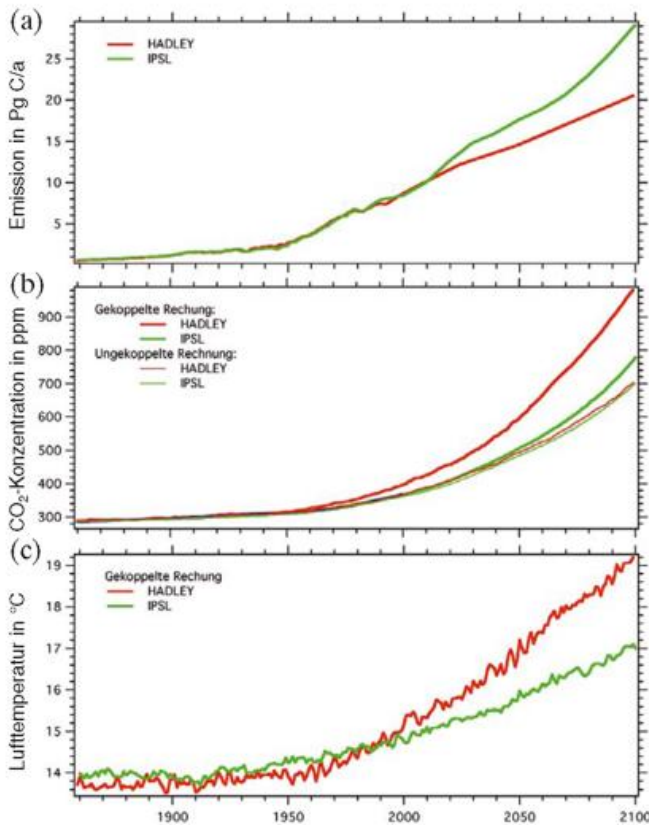 (a)
Emission in Pg C/a
25
20
15
10
5
HADLEY
IPSL
(b)
CO₂-Konzentration in ppm
900
800
700
600
500
400
300
Gekoppelte Rechung:
HADLEY
IPSL
Ungekoppelte Rechnung:
HADLEY
IPSL
(c)
Lufttemperatur in °C
19
18
17
16
15
14
Gekoppelte Rechung
HADLEY
IPSL
1900
1950
2000
2050
2100